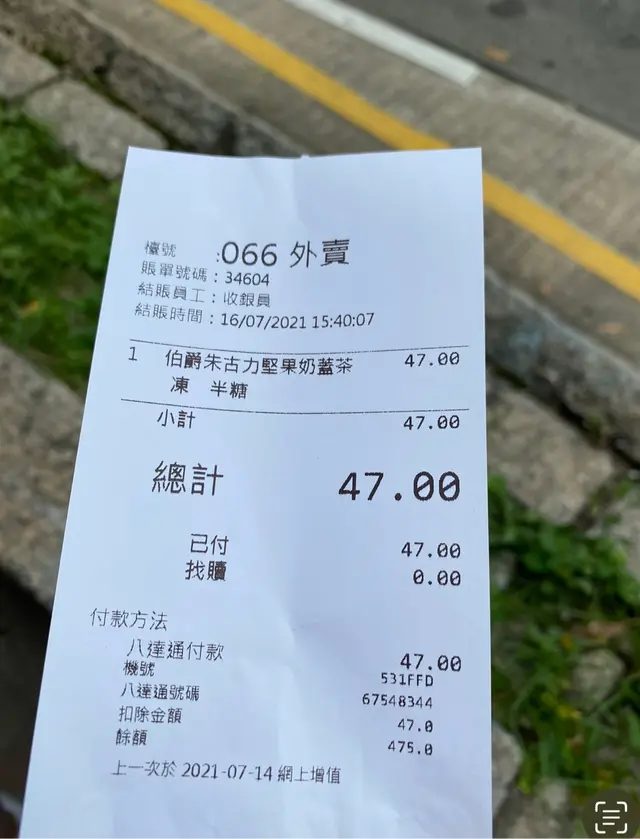 檯號 :066 外賣
賬單號碼：34604
結賬員工：收銀員
結賬時間：16/07/2021 15:40:07
1 伯爵朱古力堅果奶蓋茶 47.00
凍 半糖
小計 47.00
總計 47.00
已付 47.00
找贖 0.00
付款方法
八達通付款 47.00
機號 531FFD
八達通號碼 67548344
扣除金額 47.0
餘額 475.0
上一次於 2021-07-14 網上增值